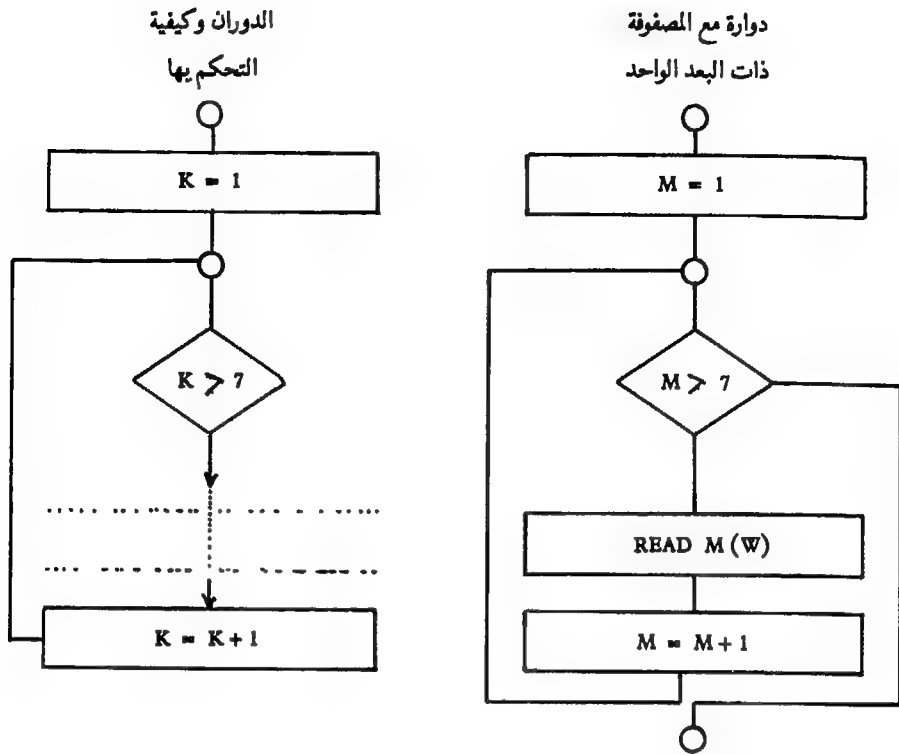 دوارة مع المصفوفة
ذات البعد الواحد
M = 1
M > 7
READ M (W)
M = M + 1
الدوران وكيفية
التحكم بها
K = 1
K > 7
K = K + 1